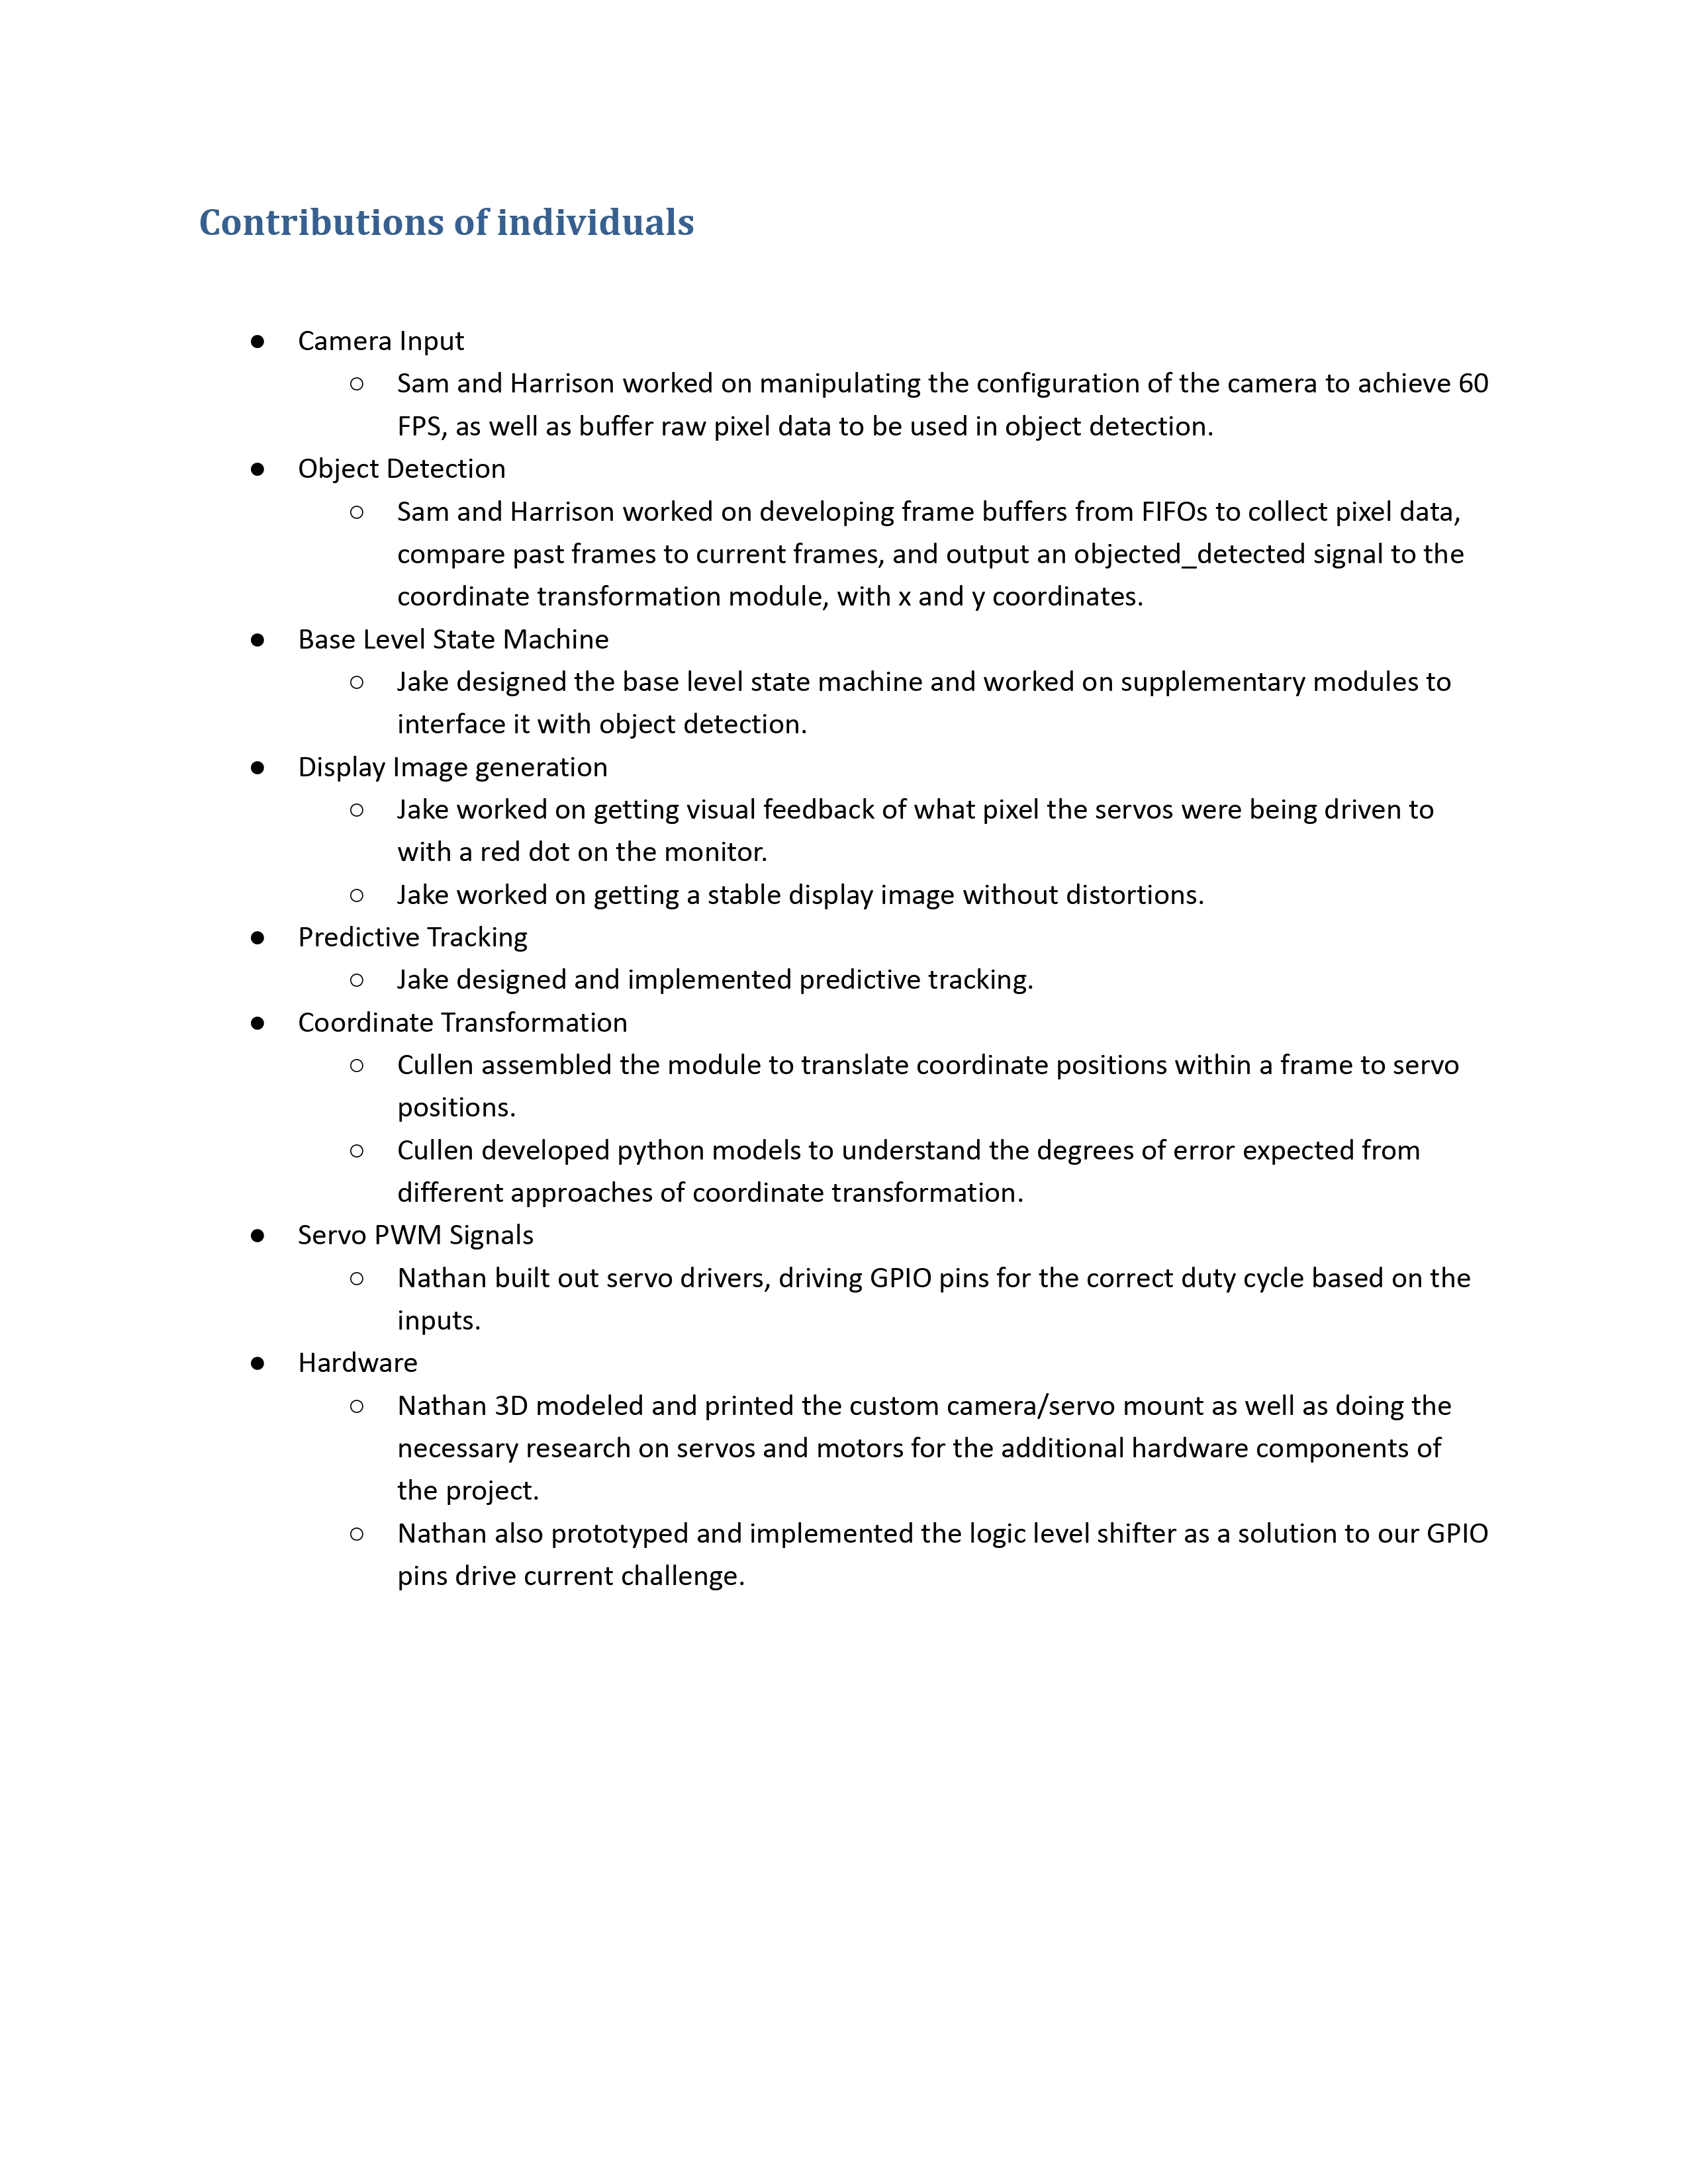 Contributions of individuals
● Camera Input
○ Sam and Harrison worked on manipulating the configuration of the camera to achieve 60
FPS, as well as buffer raw pixel data to be used in object detection.
● Object Detection
○ Sam and Harrison worked on developing frame buffers from FIFOs to collect pixel data,
compare past frames to current frames, and output an objected_detected signal to the
coordinate transformation module, with x and y coordinates.
● Base Level State Machine
○ Jake designed the base level state machine and worked on supplementary modules to
interface it with object detection.
● Display Image generation
○ Jake worked on getting visual feedback of what pixel the servos were being driven to
with a red dot on the monitor.
○ Jake worked on getting a stable display image without distortions.
● Predictive Tracking
○ Jake designed and implemented predictive tracking.
● Coordinate Transformation
○ Cullen assembled the module to translate coordinate positions within a frame to servo
positions.
○ Cullen developed python models to understand the degrees of error expected from
different approaches of coordinate transformation.
● Servo PWM Signals
○ Nathan built out servo drivers, driving GPIO pins for the correct duty cycle based on the
inputs.
● Hardware
○ Nathan 3D modeled and printed the custom camera/servo mount as well as doing the
necessary research on servos and motors for the additional hardware components of
the project.
○ Nathan also prototyped and implemented the logic level shifter as a solution to our GPIO
pins drive current challenge.